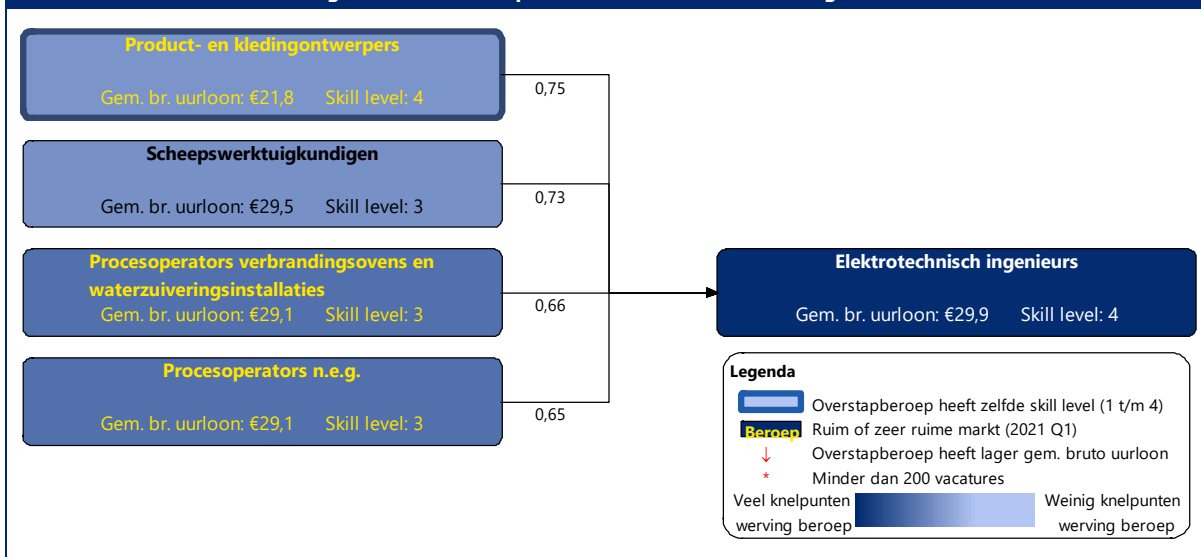 Product- en kledingontwerpers
Gem. br. uurloon: €21,8 Skill level: 4
0,75
Scheepswerktuigkundigen
Gem. br. uurloon: €29,5 Skill level: 3
0,73
Procesoperators verbrandingsovens en
waterzuiveringsinstallaties
Gem. br. uurloon: €29,1 Skill level: 3
0,66
Procesoperators n.e.g.
Gem. br. uurloon: €29,1 Skill level: 3
0,65
Elektrotechnisch ingenieurs
Gem. br. uurloon: €29,9 Skill level: 4
Legenda
Overstapberoep heeft zelfde skill level (1 t/m 4)
Beroep Ruim of zeer ruime markt (2021 Q1)
↓ Overstapberoep heeft lager gem. bruto uurloon
* Minder dan 200 vacatures
Veel knelpunten
werving beroep
Weinig knelpunten
werving beroep